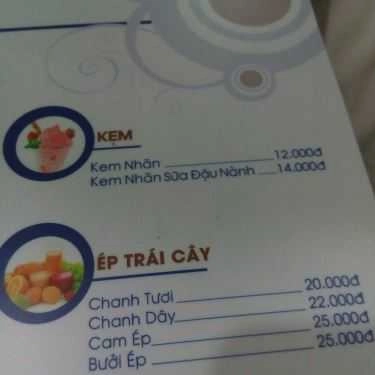 KEM
Kem Nhãn 12.000đ
Kem Nhãn Sữa Đậu Nành 14.000đ
ÉP TRÁI CÂY
Chanh Tươi 20.000đ
Chanh Dây 22.000đ
Cam Ép 25.000đ
Bưởi Ép 25.000đ